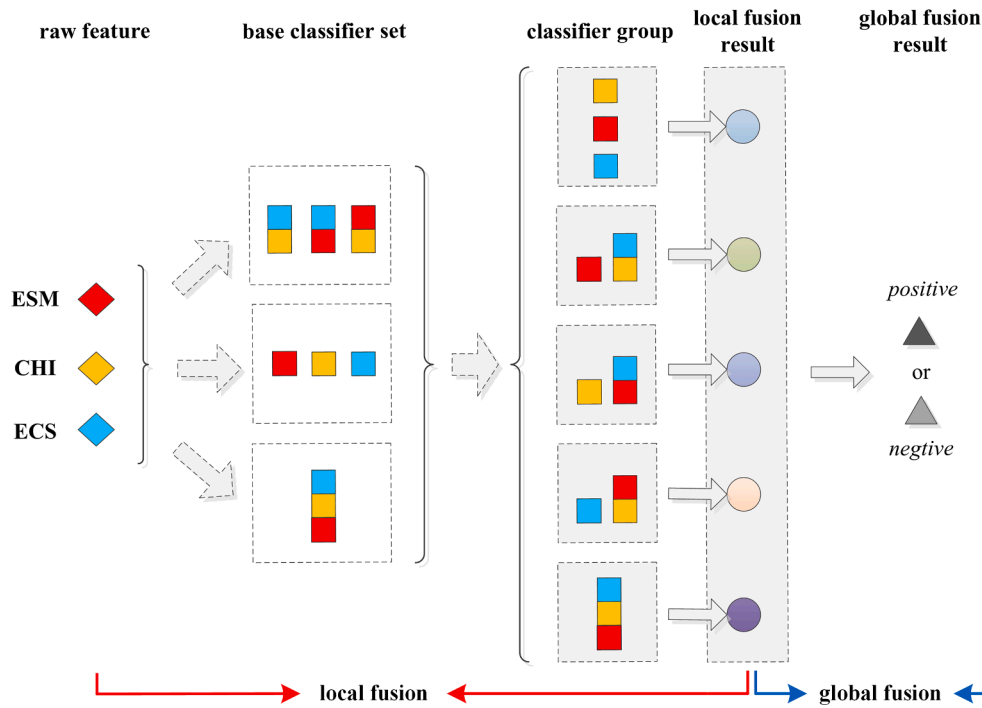 raw feature
base classifier set
classifier group
local fusion
result
global fusion
result
ESM
CHI
ECS
positive
or
negtive
local fusion
global fusion